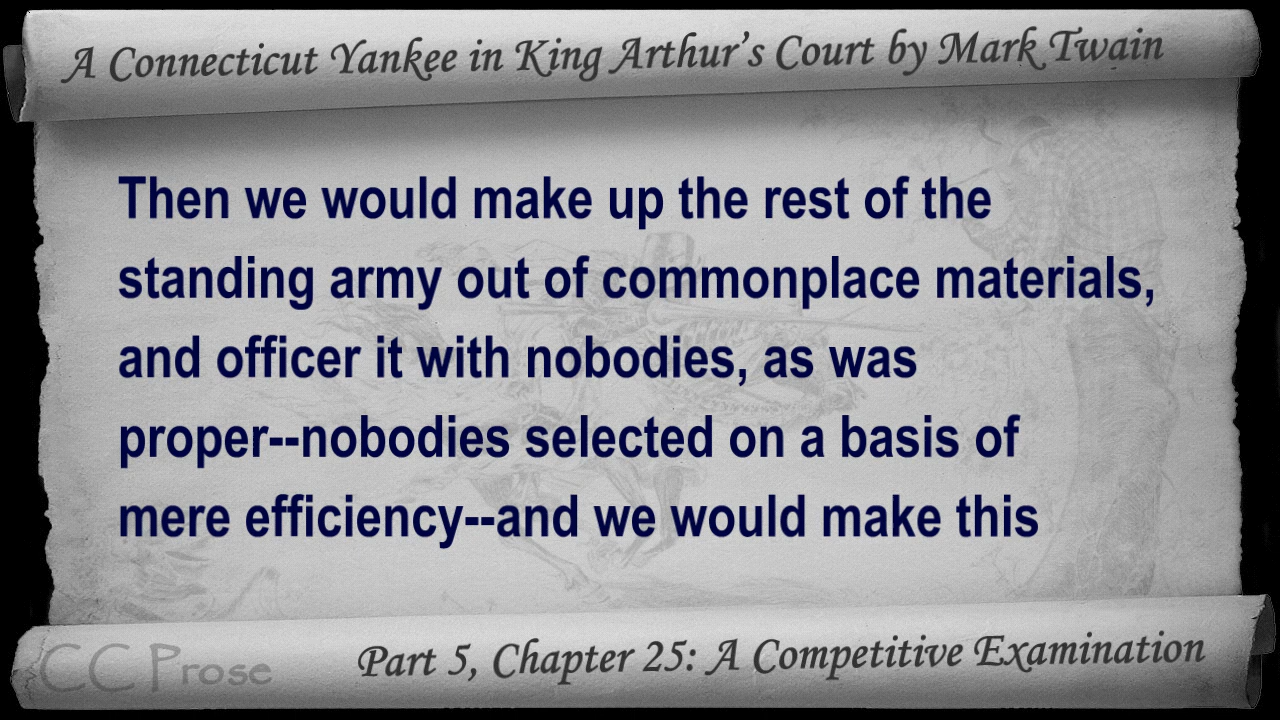 A Connecticut Yankee in King Arthur's Court by Mark Twain
Then we would make up the rest of the
standing army out of commonplace materials,
and officer it with nobodies, as was
proper--nobodies selected on a basis of
mere efficiency--and we would make this
CC Prose
Part 5, Chapter 25: A Competitive Examination